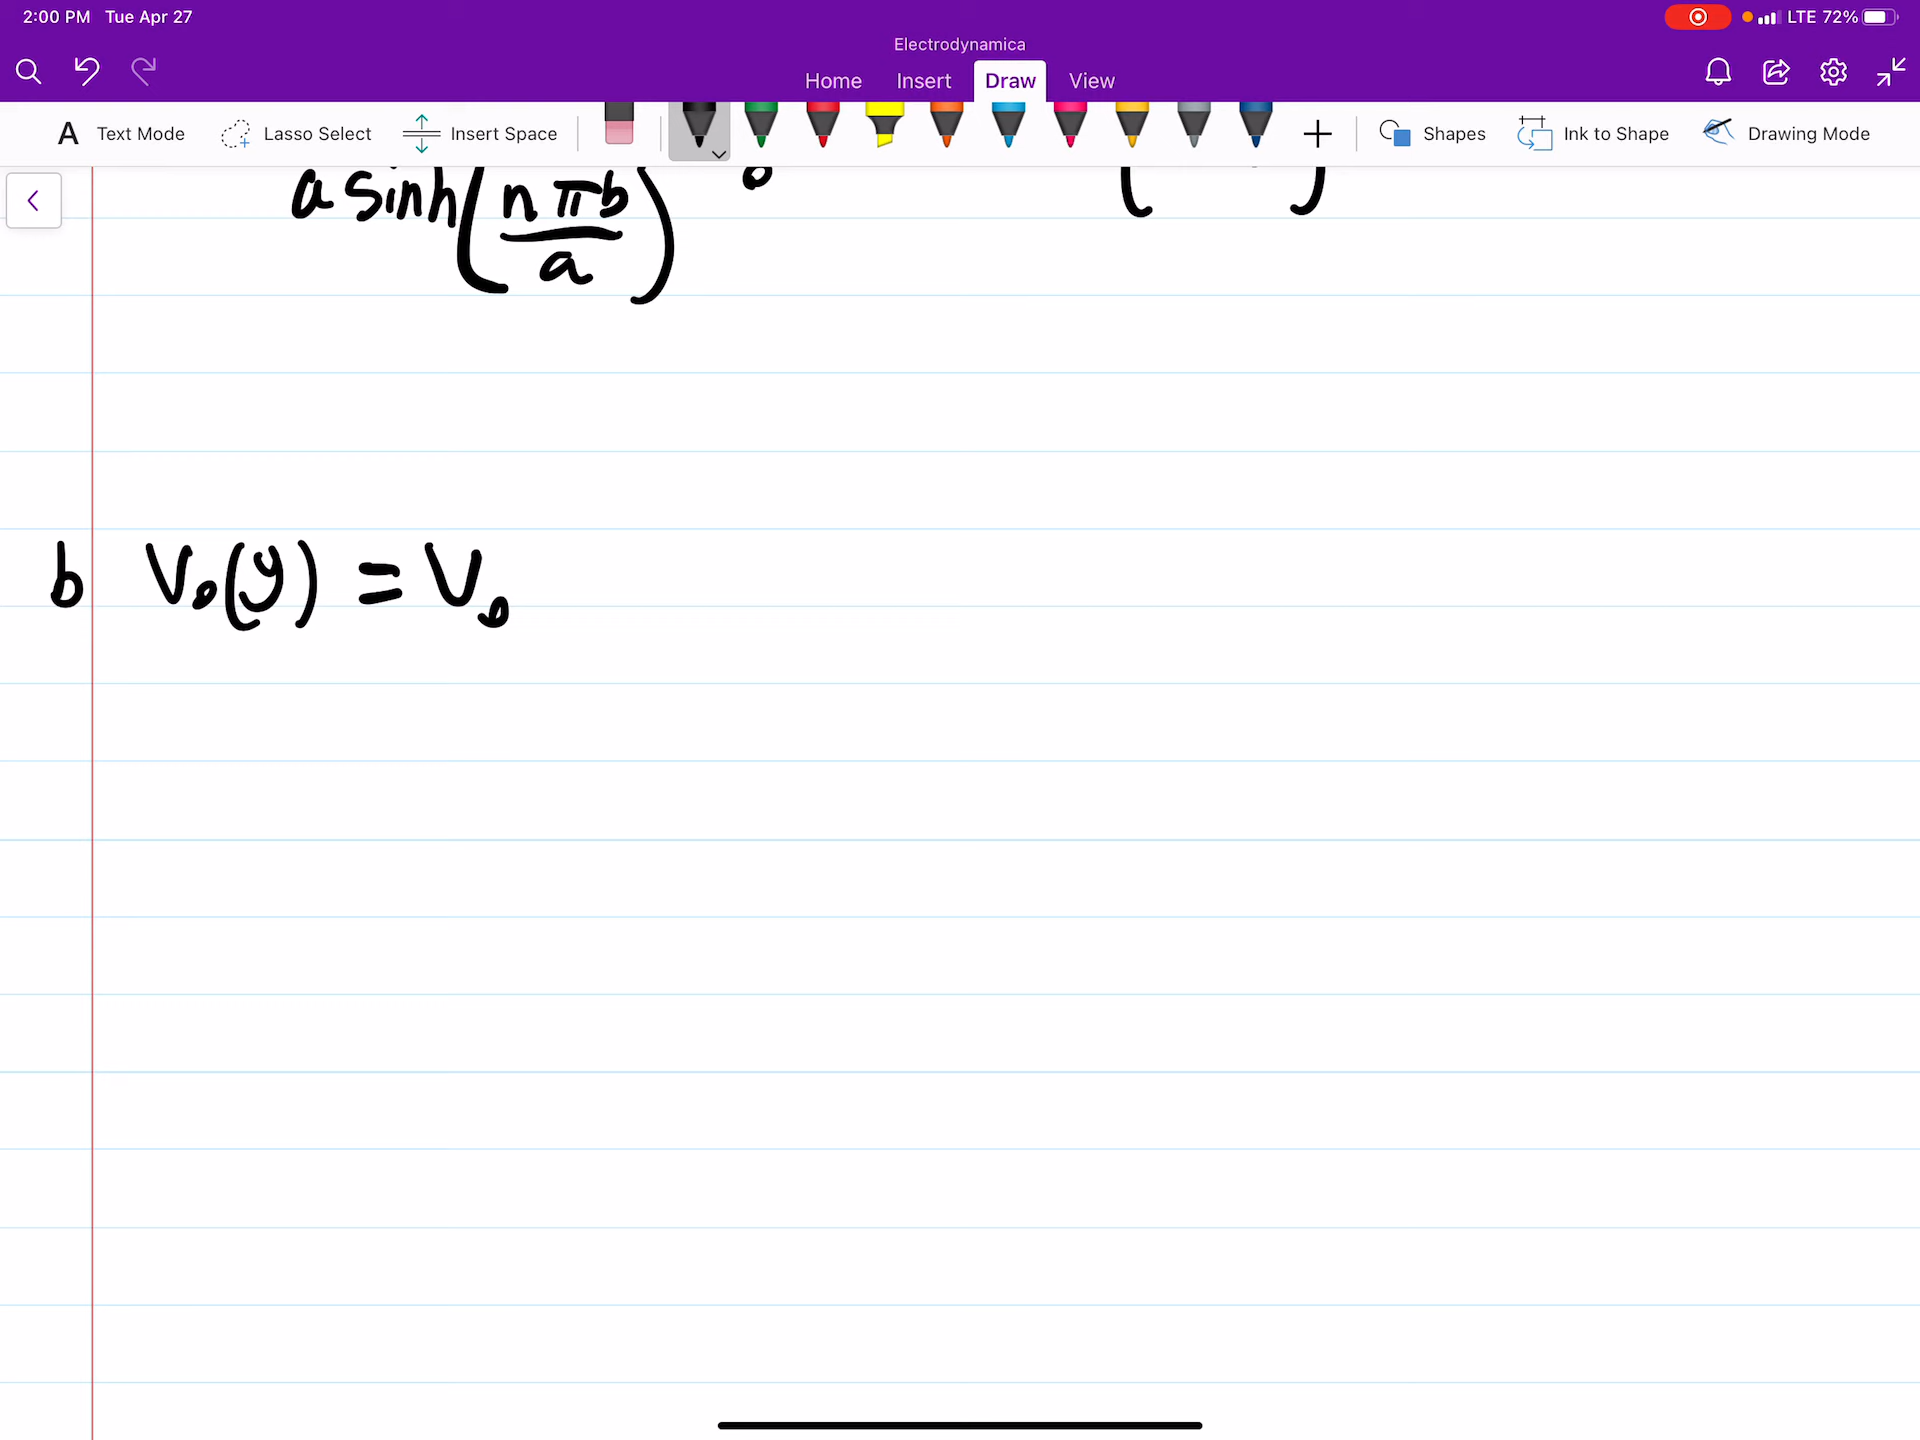 2:00 PM Tue Apr 27
LTE 72%
Electrodynamica
Home Insert Draw View
A Text Mode Lasso Select Insert Space + Shapes Ink to Shape Drawing Mode
a sinh(nπb/a)
b V₀(y) = V₀